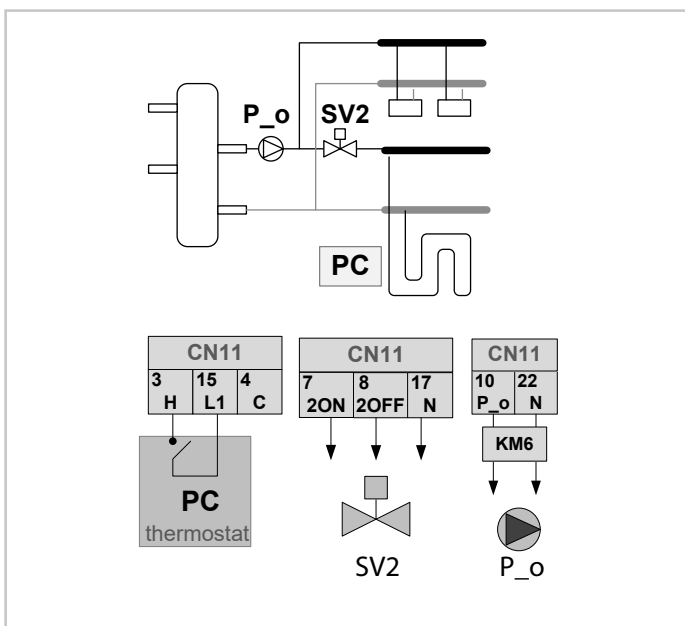 P_o SV2
PC
CN11 CN11 CN11
3 15 4 7 8 17 10 22
H L1 C 2ON 2OFF N P_o N
KM6
PC
thermostat
SV2 P_o